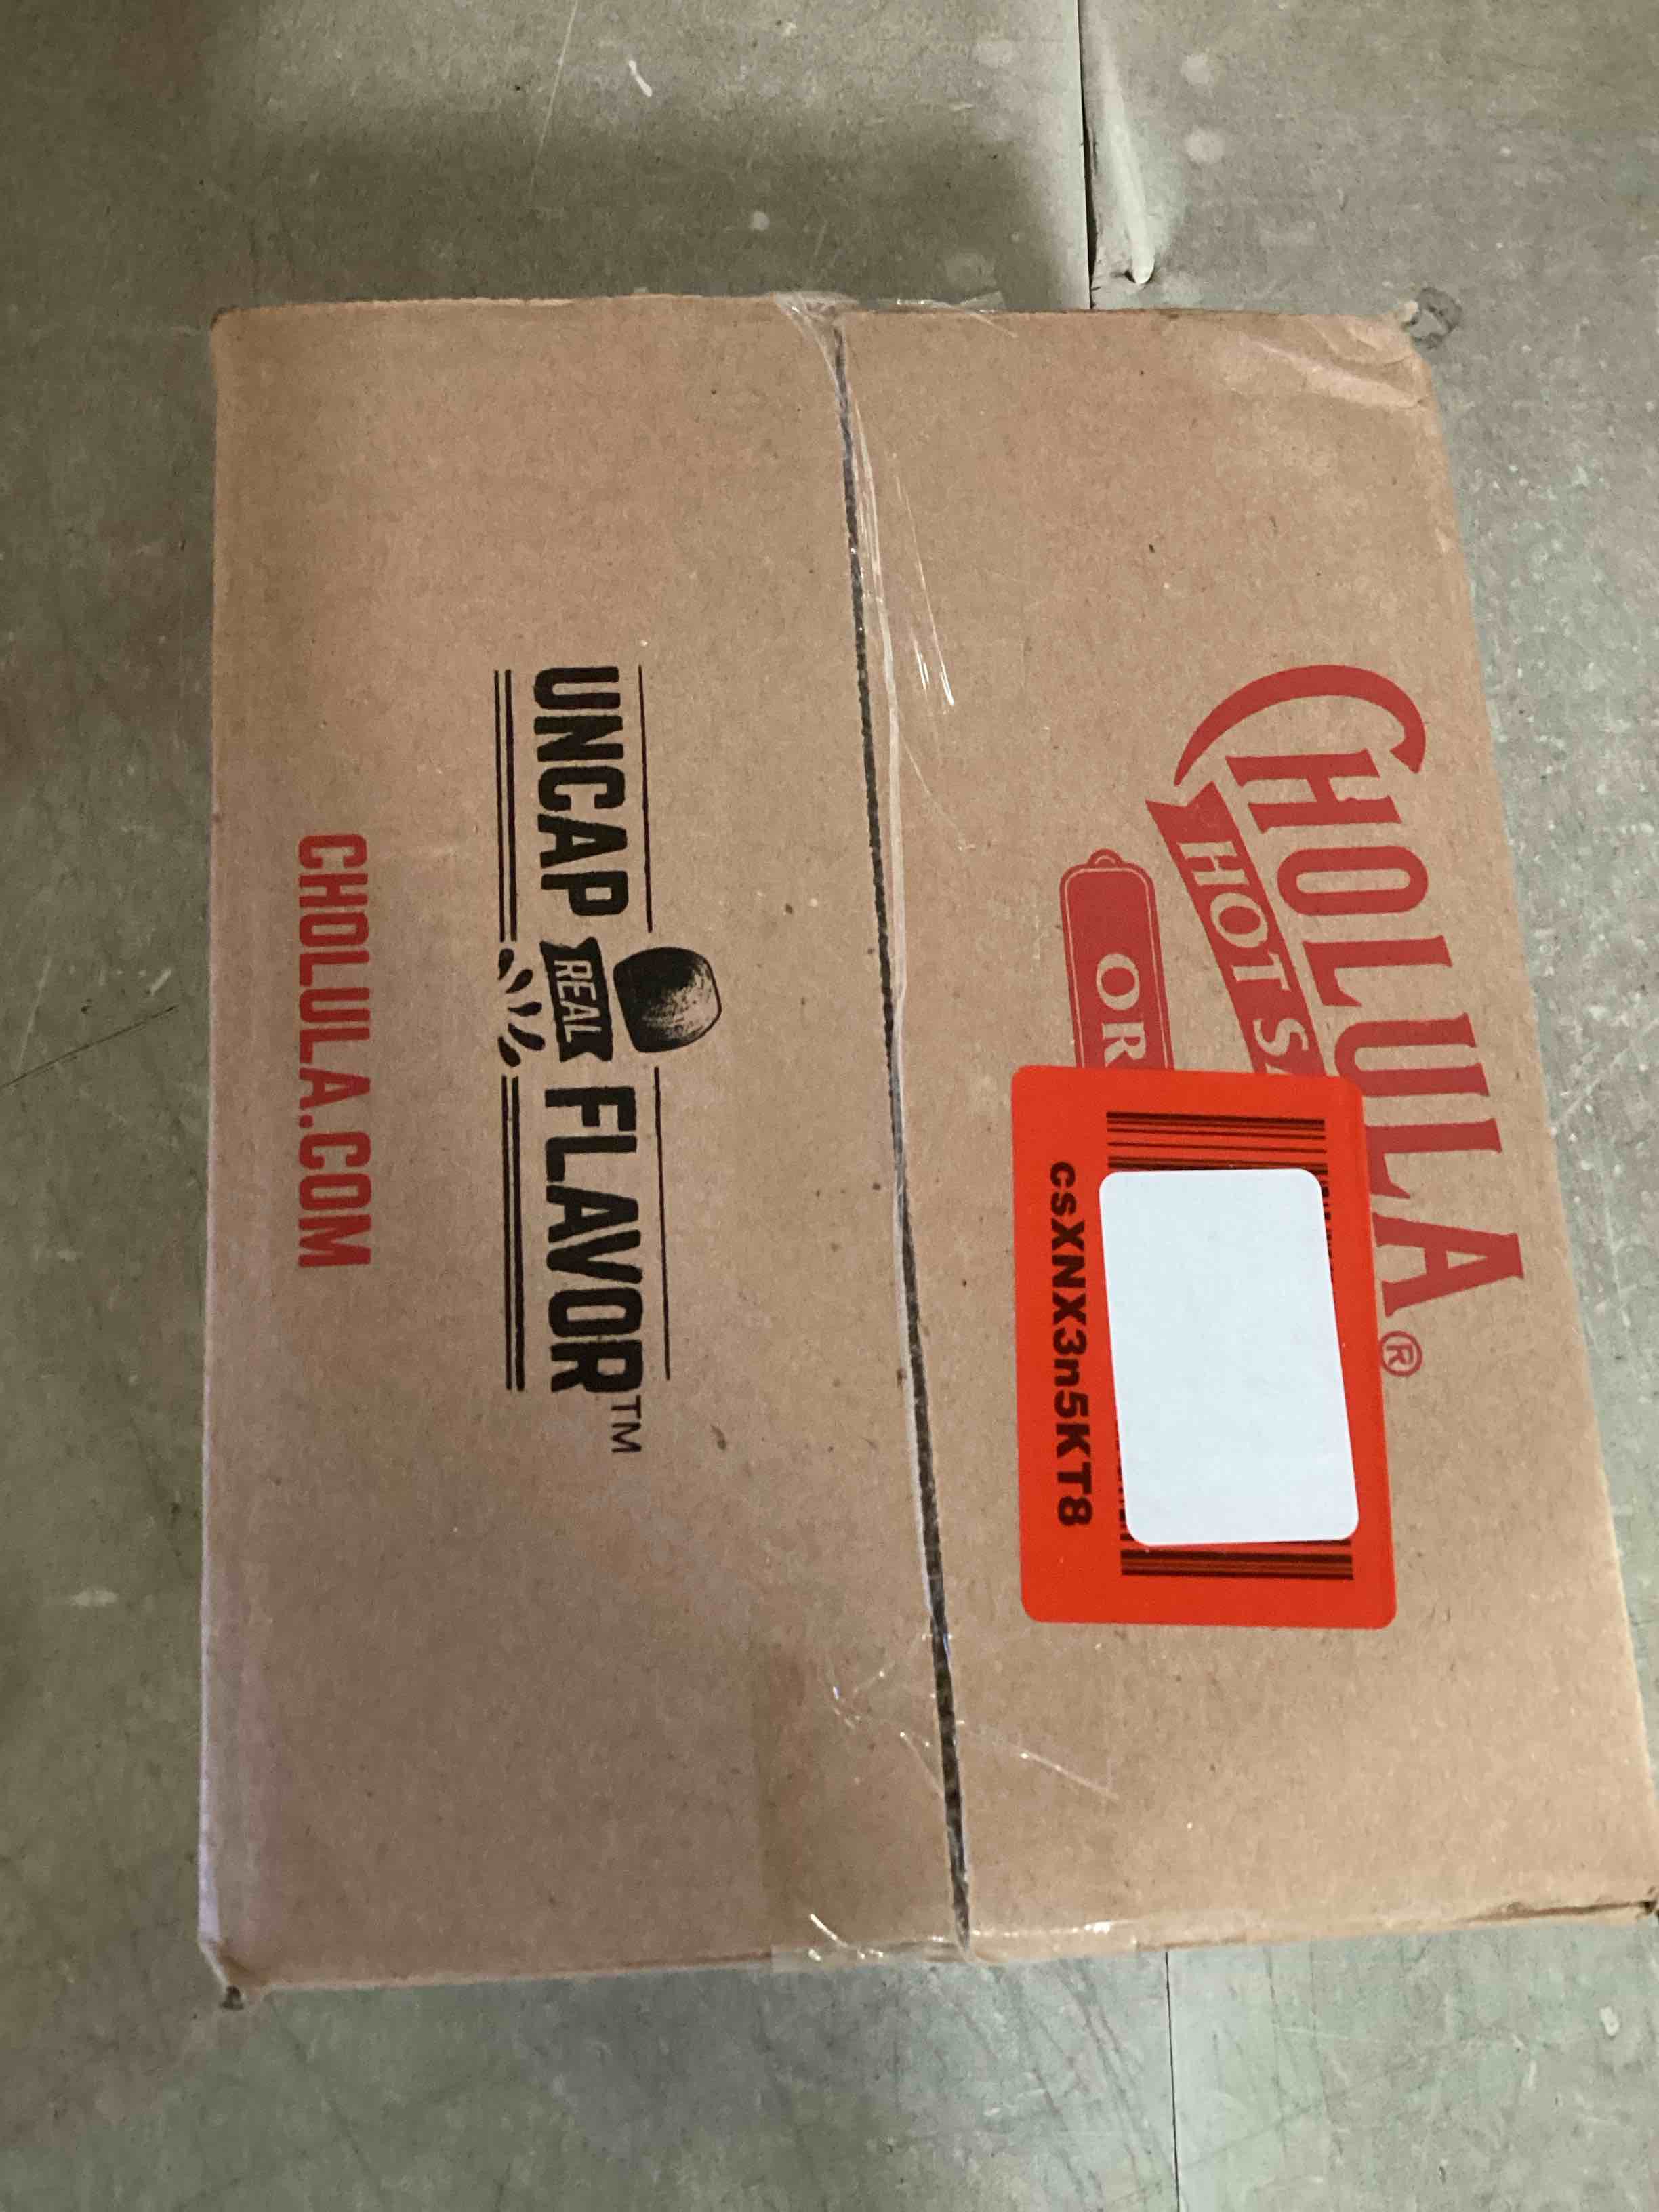 CHOLULA®
HOT
OR
csXNX3n5KT8
UNCAP REAL FLAVOR™
CHOLULA.COM